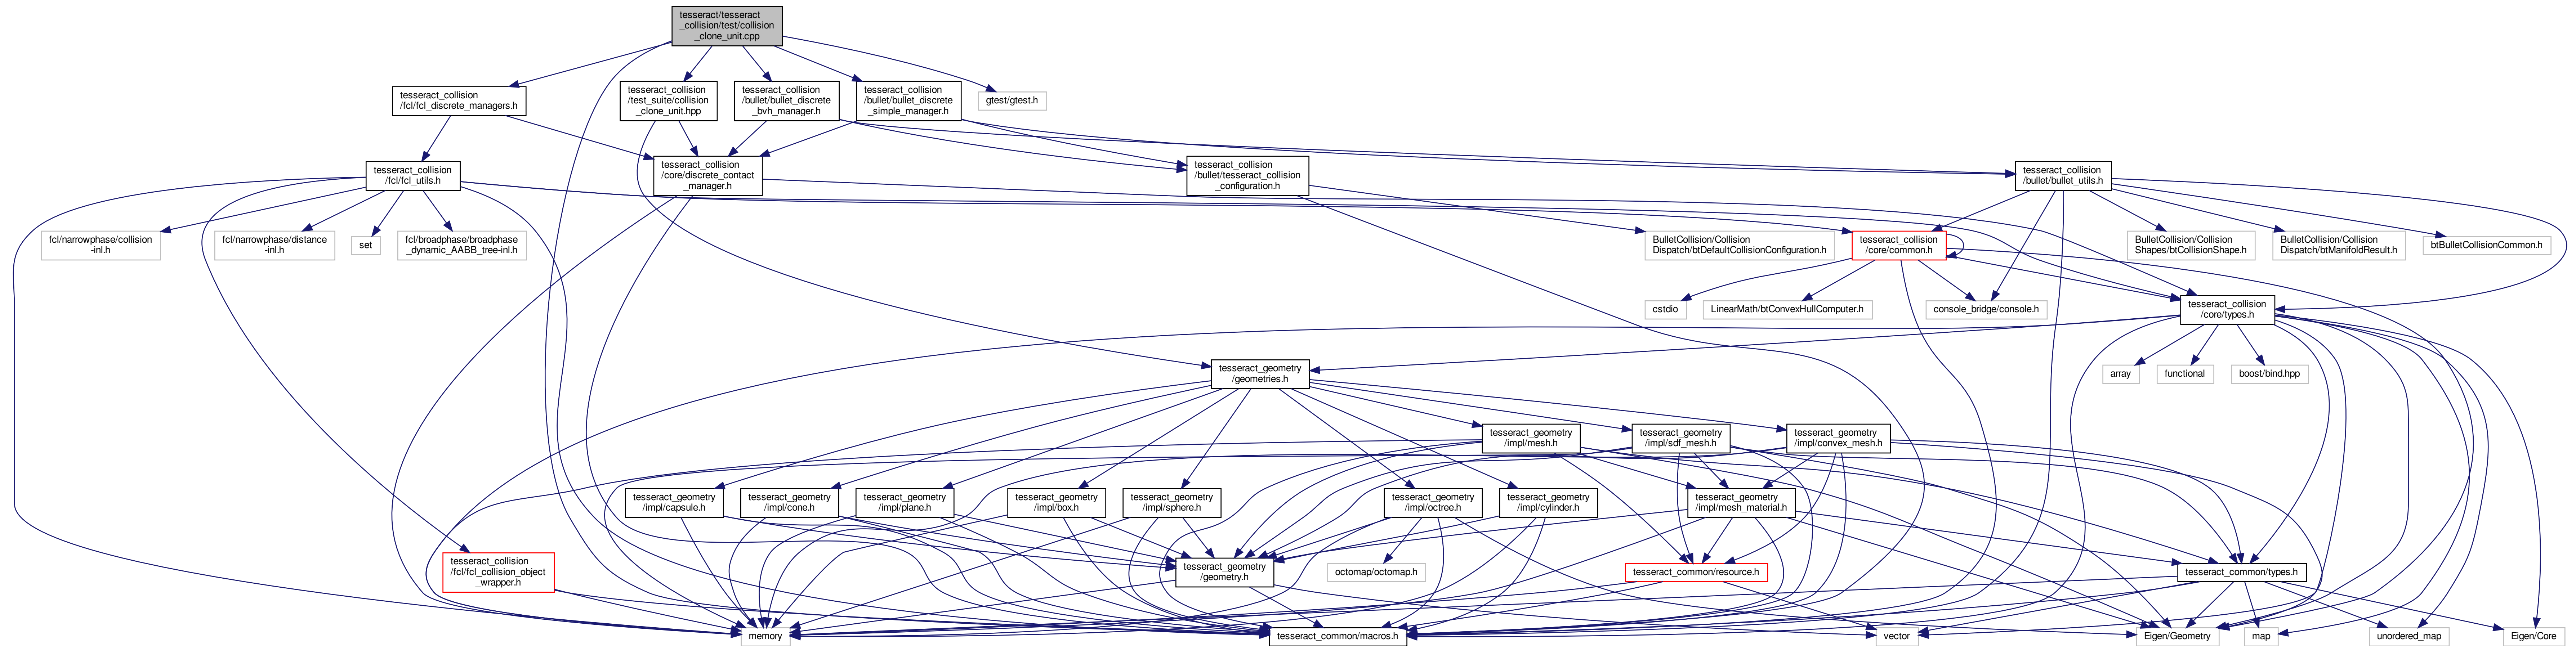 tesseract/tesseract
_collision/test/collision
_clone_unit.cpp
tesseract_collision
/fcl/fcl_discrete_managers.h
tesseract_collision
/test_suite/collision
_clone_unit.hpp
tesseract_collision
/bullet/bullet_discrete
_bvh_manager.h
tesseract_collision
/bullet/bullet_discrete
_simple_manager.h
gtest/gtest.h
tesseract_collision
/fcl/fcl_utils.h
tesseract_collision
/core/discrete_contact
_manager.h
tesseract_collision
/bullet/tesseract_collision
_configuration.h
tesseract_collision
/bullet/bullet_utils.h
fcl/narrowphase/collision
-inl.h
fcl/narrowphase/distance
-inl.h
set
fcl/broadphase/broadphase
_dynamic_AABB_tree-inl.h
BulletCollision/Collision
Dispatch/btDefaultCollisionConfiguration.h
tesseract_collision
/core/common.h
BulletCollision/Collision
Shapes/btCollisionShape.h
BulletCollision/Collision
Dispatch/btManifoldResult.h
btBulletCollisionCommon.h
cstdio
LinearMath/btConvexHullComputer.h
console_bridge/console.h
tesseract_collision
/core/types.h
tesseract_geometry
/geometries.h
array
functional
boost/bind.hpp
tesseract_geometry
/impl/mesh.h
tesseract_geometry
/impl/sdf_mesh.h
tesseract_geometry
/impl/convex_mesh.h
tesseract_geometry
/impl/capsule.h
tesseract_geometry
/impl/cone.h
tesseract_geometry
/impl/plane.h
tesseract_geometry
/impl/box.h
tesseract_geometry
/impl/sphere.h
tesseract_geometry
/impl/octree.h
tesseract_geometry
/impl/cylinder.h
tesseract_geometry
/impl/mesh_material.h
tesseract_collision
/fcl/fcl_collision_object
_wrapper.h
tesseract_geometry
/geometry.h
octomap/octomap.h
tesseract_common/resource.h
tesseract_common/types.h
memory
tesseract_common/macros.h
vector
Eigen/Geometry
map
unordered_map
Eigen/Core